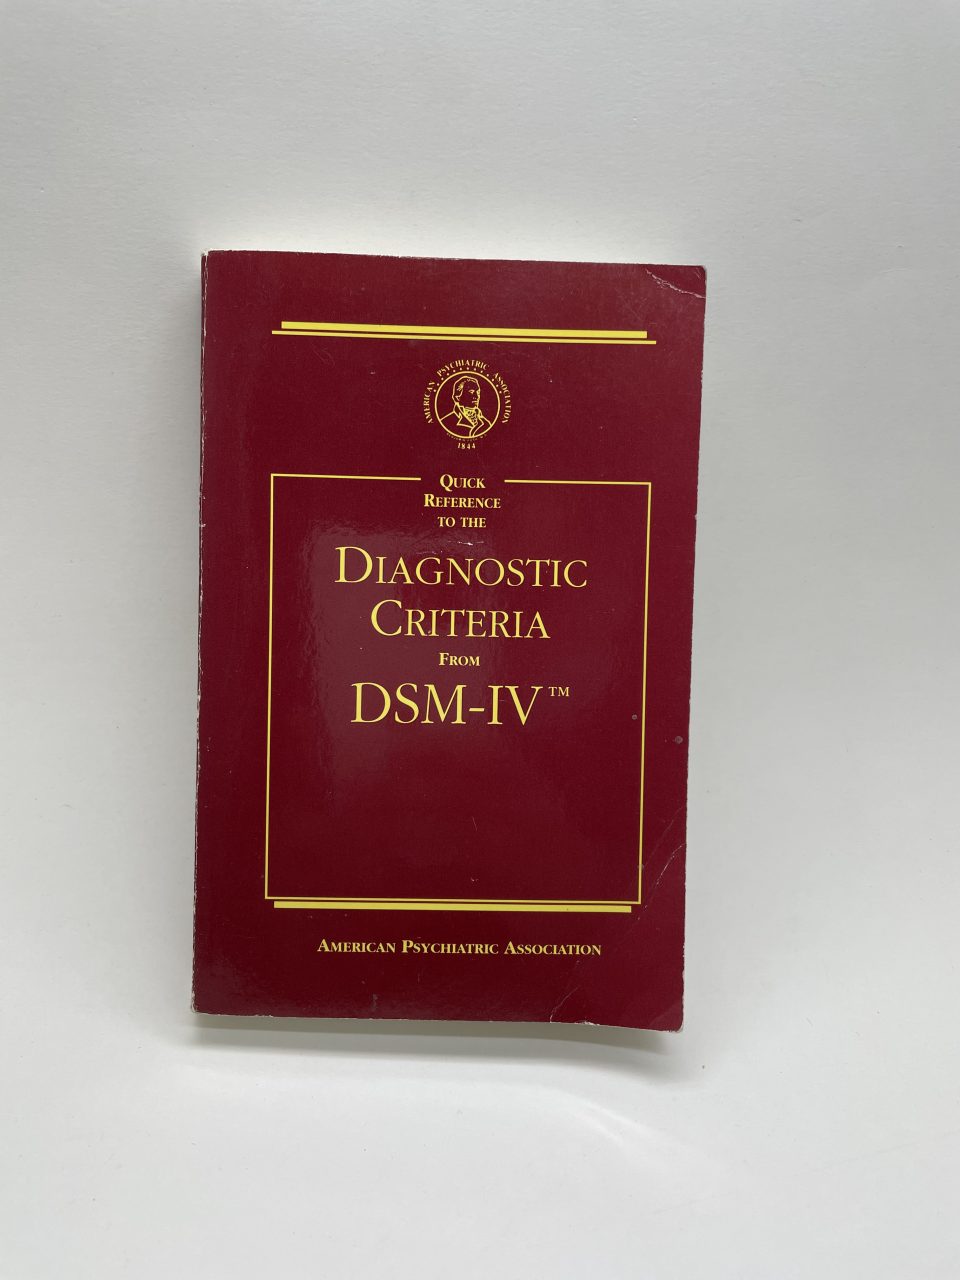 AMERICAN PSYCHIATRIC ASSOCIATION
1844
QUICK
REFERENCE
TO THE
DIAGNOSTIC
CRITERIA
FROM
DSM-IV™
AMERICAN PSYCHIATRIC ASSOCIATION